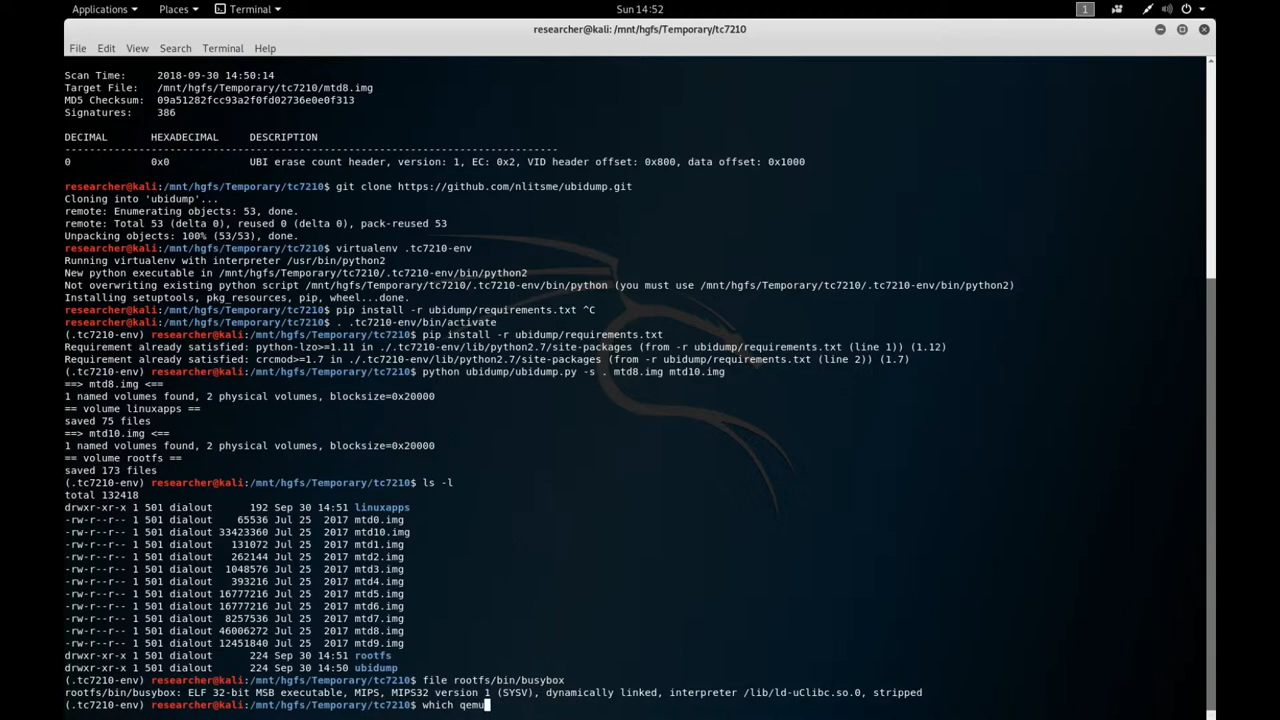 Applications Places Terminal Sun 14:52 1
researcher@kali: /mnt/hgfs/Temporary/tc7210
File Edit View Search Terminal Help
Scan Time: 2018-09-30 14:50:14
Target File: /mnt/hgfs/Temporary/tc7210/mtd8.img
MD5 Checksum: 09a51282fcc93a2f0fd02736e0e0f313
Signatures: 386
DECIMAL HEXADECIMAL DESCRIPTION
--------------------------------------------------------------------------------
0 0x0 UBI erase count header, version: 1, EC: 0x2, VID header offset: 0x800, data offset: 0x1000
researcher@kali:/mnt/hgfs/Temporary/tc7210$ git clone https://github.com/nlitsme/ubidump.git
Cloning into 'ubidump'...
remote: Enumerating objects: 53, done.
remote: Total 53 (delta 0), reused 0 (delta 0), pack-reused 53
Unpacking objects: 100% (53/53), done.
researcher@kali:/mnt/hgfs/Temporary/tc7210$ virtualenv .tc7210-env
Running virtualenv with interpreter /usr/bin/python2
New python executable in /mnt/hgfs/Temporary/tc7210/.tc7210-env/bin/python2
Not overwriting existing python script /mnt/hgfs/Temporary/tc7210/.tc7210-env/bin/python (you must use /mnt/hgfs/Temporary/tc7210/.tc7210-env/bin/python2)
Installing setuptools, pkg_resources, pip, wheel...done.
researcher@kali:/mnt/hgfs/Temporary/tc7210$ pip install -r ubidump/requirements.txt ^C
researcher@kali:/mnt/hgfs/Temporary/tc7210$ . .tc7210-env/bin/activate
(.tc7210-env) researcher@kali:/mnt/hgfs/Temporary/tc7210$ pip install -r ubidump/requirements.txt
Requirement already satisfied: python-lzo>=1.11 in ./.tc7210-env/lib/python2.7/site-packages (from -r ubidump/requirements.txt (line 1)) (1.12)
Requirement already satisfied: crcmod>=1.7 in ./.tc7210-env/lib/python2.7/site-packages (from -r ubidump/requirements.txt (line 2)) (1.7)
(.tc7210-env) researcher@kali:/mnt/hgfs/Temporary/tc7210$ python ubidump/ubidump.py -s . mtd8.img mtd10.img
==> mtd8.img <==
1 named volumes found, 2 physical volumes, blocksize=0x20000
== volume linuxapps ==
saved 75 files
==> mtd10.img <==
1 named volumes found, 2 physical volumes, blocksize=0x20000
== volume rootfs ==
saved 173 files
(.tc7210-env) researcher@kali:/mnt/hgfs/Temporary/tc7210$ ls -l
total 132418
drwxr-xr-x 1 501 dialout 192 Sep 30 14:51 linuxapps
-rw-r--r-- 1 501 dialout 65536 Jul 25 2017 mtd0.img
-rw-r--r-- 1 501 dialout 33423360 Jul 25 2017 mtd10.img
-rw-r--r-- 1 501 dialout 131072 Jul 25 2017 mtd1.img
-rw-r--r-- 1 501 dialout 262144 Jul 25 2017 mtd2.img
-rw-r--r-- 1 501 dialout 1048576 Jul 25 2017 mtd3.img
-rw-r--r-- 1 501 dialout 393216 Jul 25 2017 mtd4.img
-rw-r--r-- 1 501 dialout 16777216 Jul 25 2017 mtd5.img
-rw-r--r-- 1 501 dialout 16777216 Jul 25 2017 mtd6.img
-rw-r--r-- 1 501 dialout 8257536 Jul 25 2017 mtd7.img
-rw-r--r-- 1 501 dialout 46006272 Jul 25 2017 mtd8.img
-rw-r--r-- 1 501 dialout 12451840 Jul 25 2017 mtd9.img
drwxr-xr-x 1 501 dialout 224 Sep 30 14:51 rootfs
drwxr-xr-x 1 501 dialout 224 Sep 30 14:50 ubidump
(.tc7210-env) researcher@kali:/mnt/hgfs/Temporary/tc7210$ file rootfs/bin/busybox
rootfs/bin/busybox: ELF 32-bit MSB executable, MIPS, MIPS32 version 1 (SYSV), dynamically linked, interpreter /lib/ld-uClibc.so.0, stripped
(.tc7210-env) researcher@kali:/mnt/hgfs/Temporary/tc7210$ which qemu